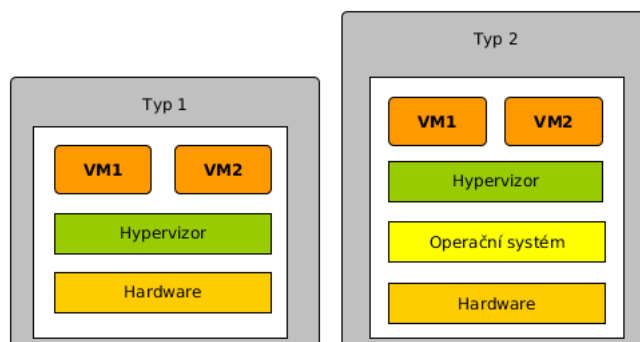 Typ 1
VM1 VM2
Hypervizor
Hardware
Typ 2
VM1 VM2
Hypervizor
Operační systém
Hardware